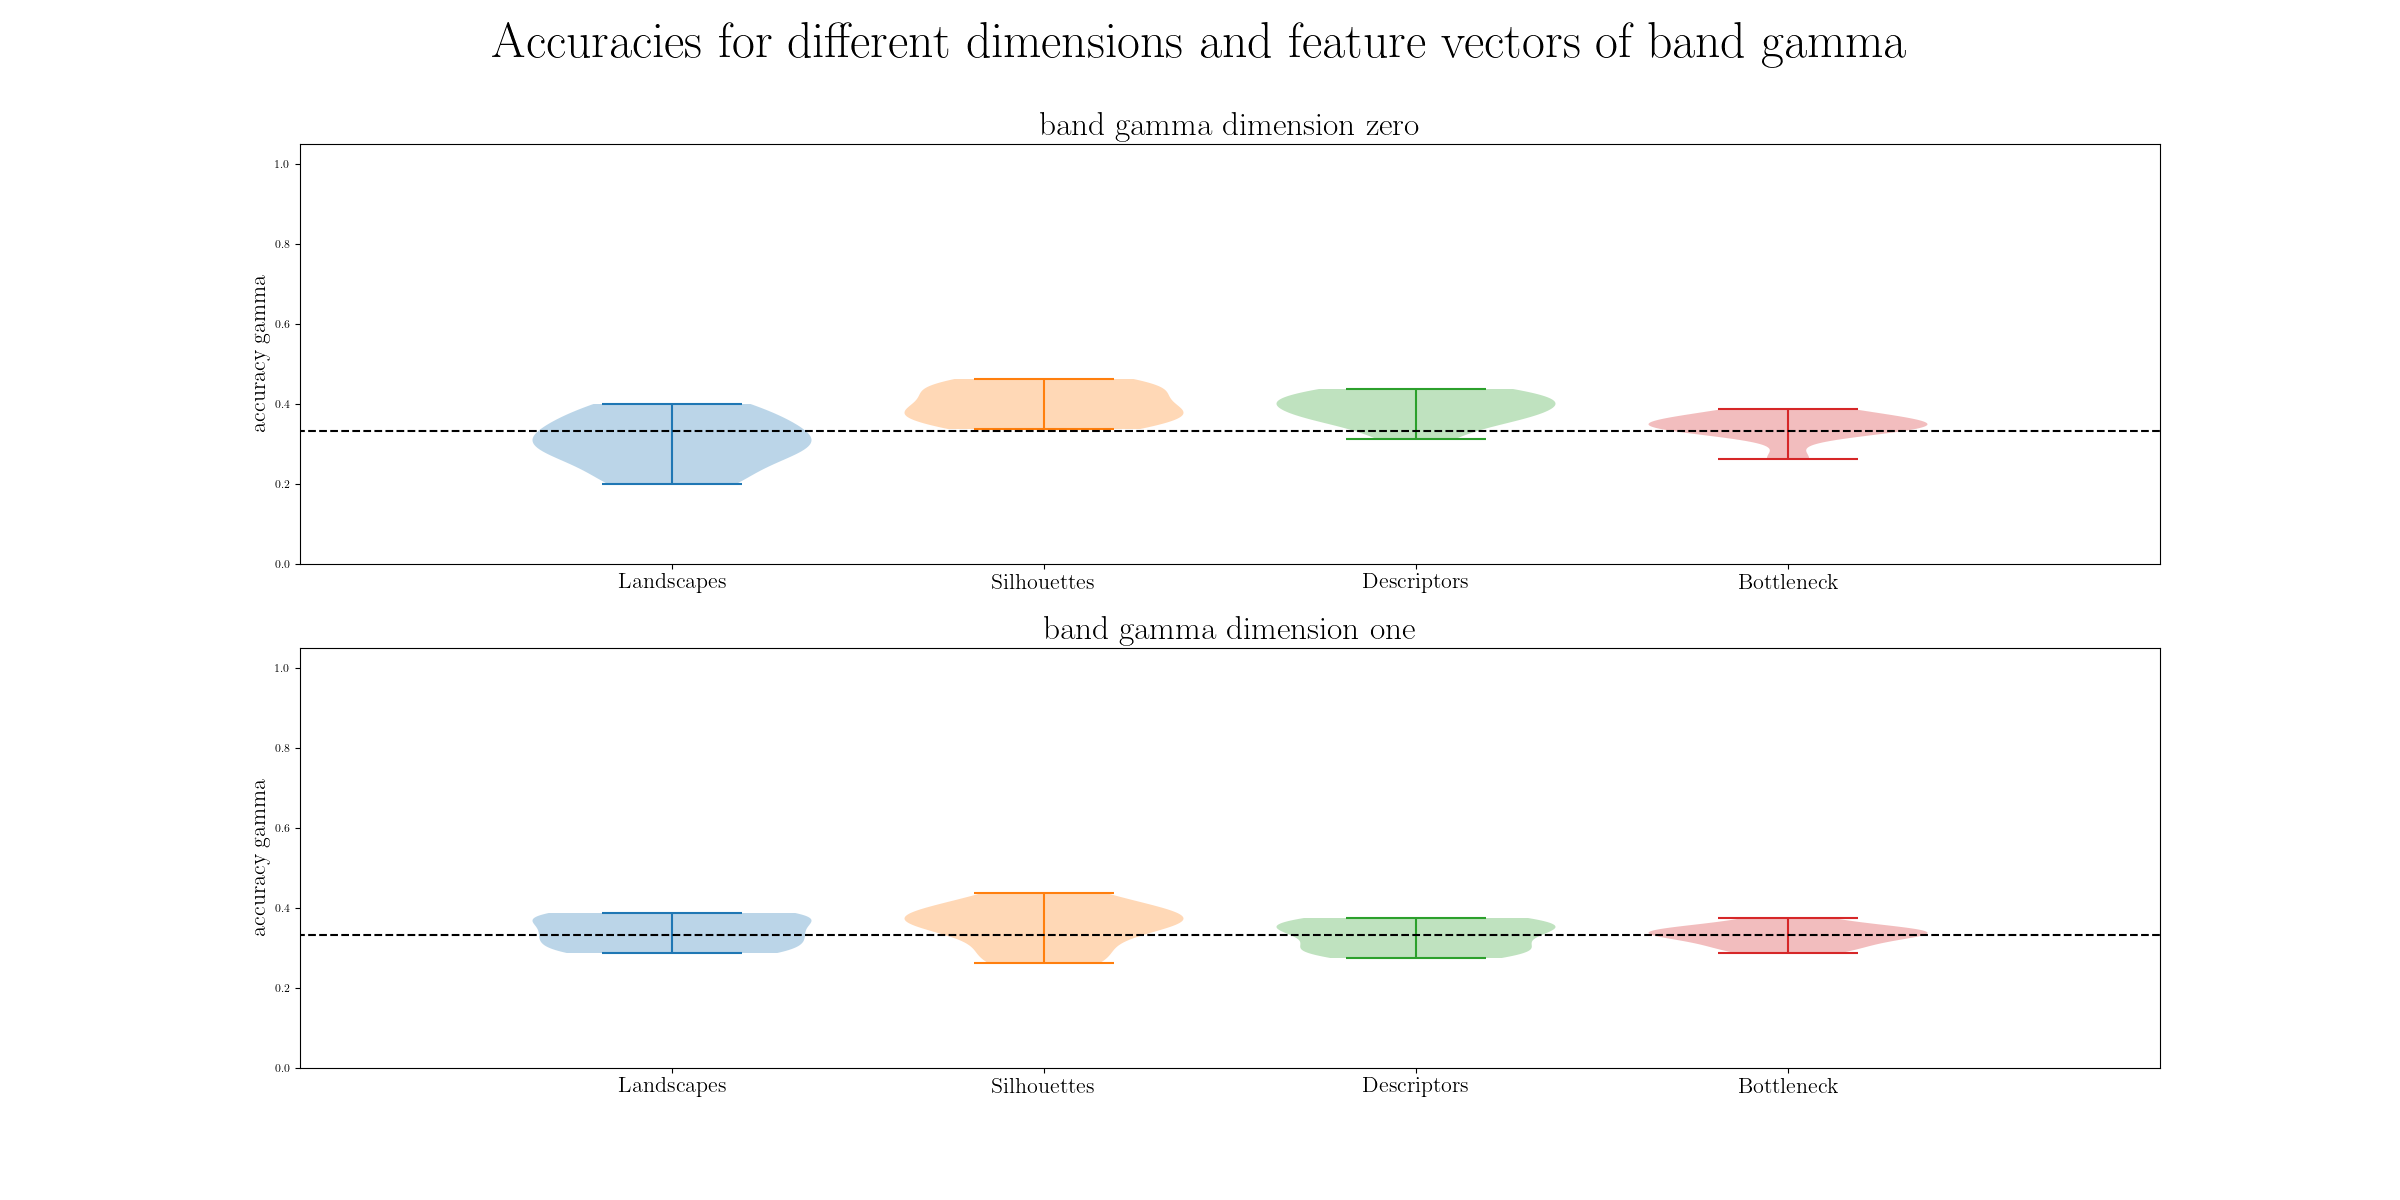 Accuracies for different dimensions and feature vectors of band gamma
band gamma dimension zero
accuracy gamma
1.0
0.8
0.6
0.4
0.2
0.0
Landscapes Silhouettes Descriptors Bottleneck
band gamma dimension one
accuracy gamma
1.0
0.8
0.6
0.4
0.2
0.0
Landscapes Silhouettes Descriptors Bottleneck